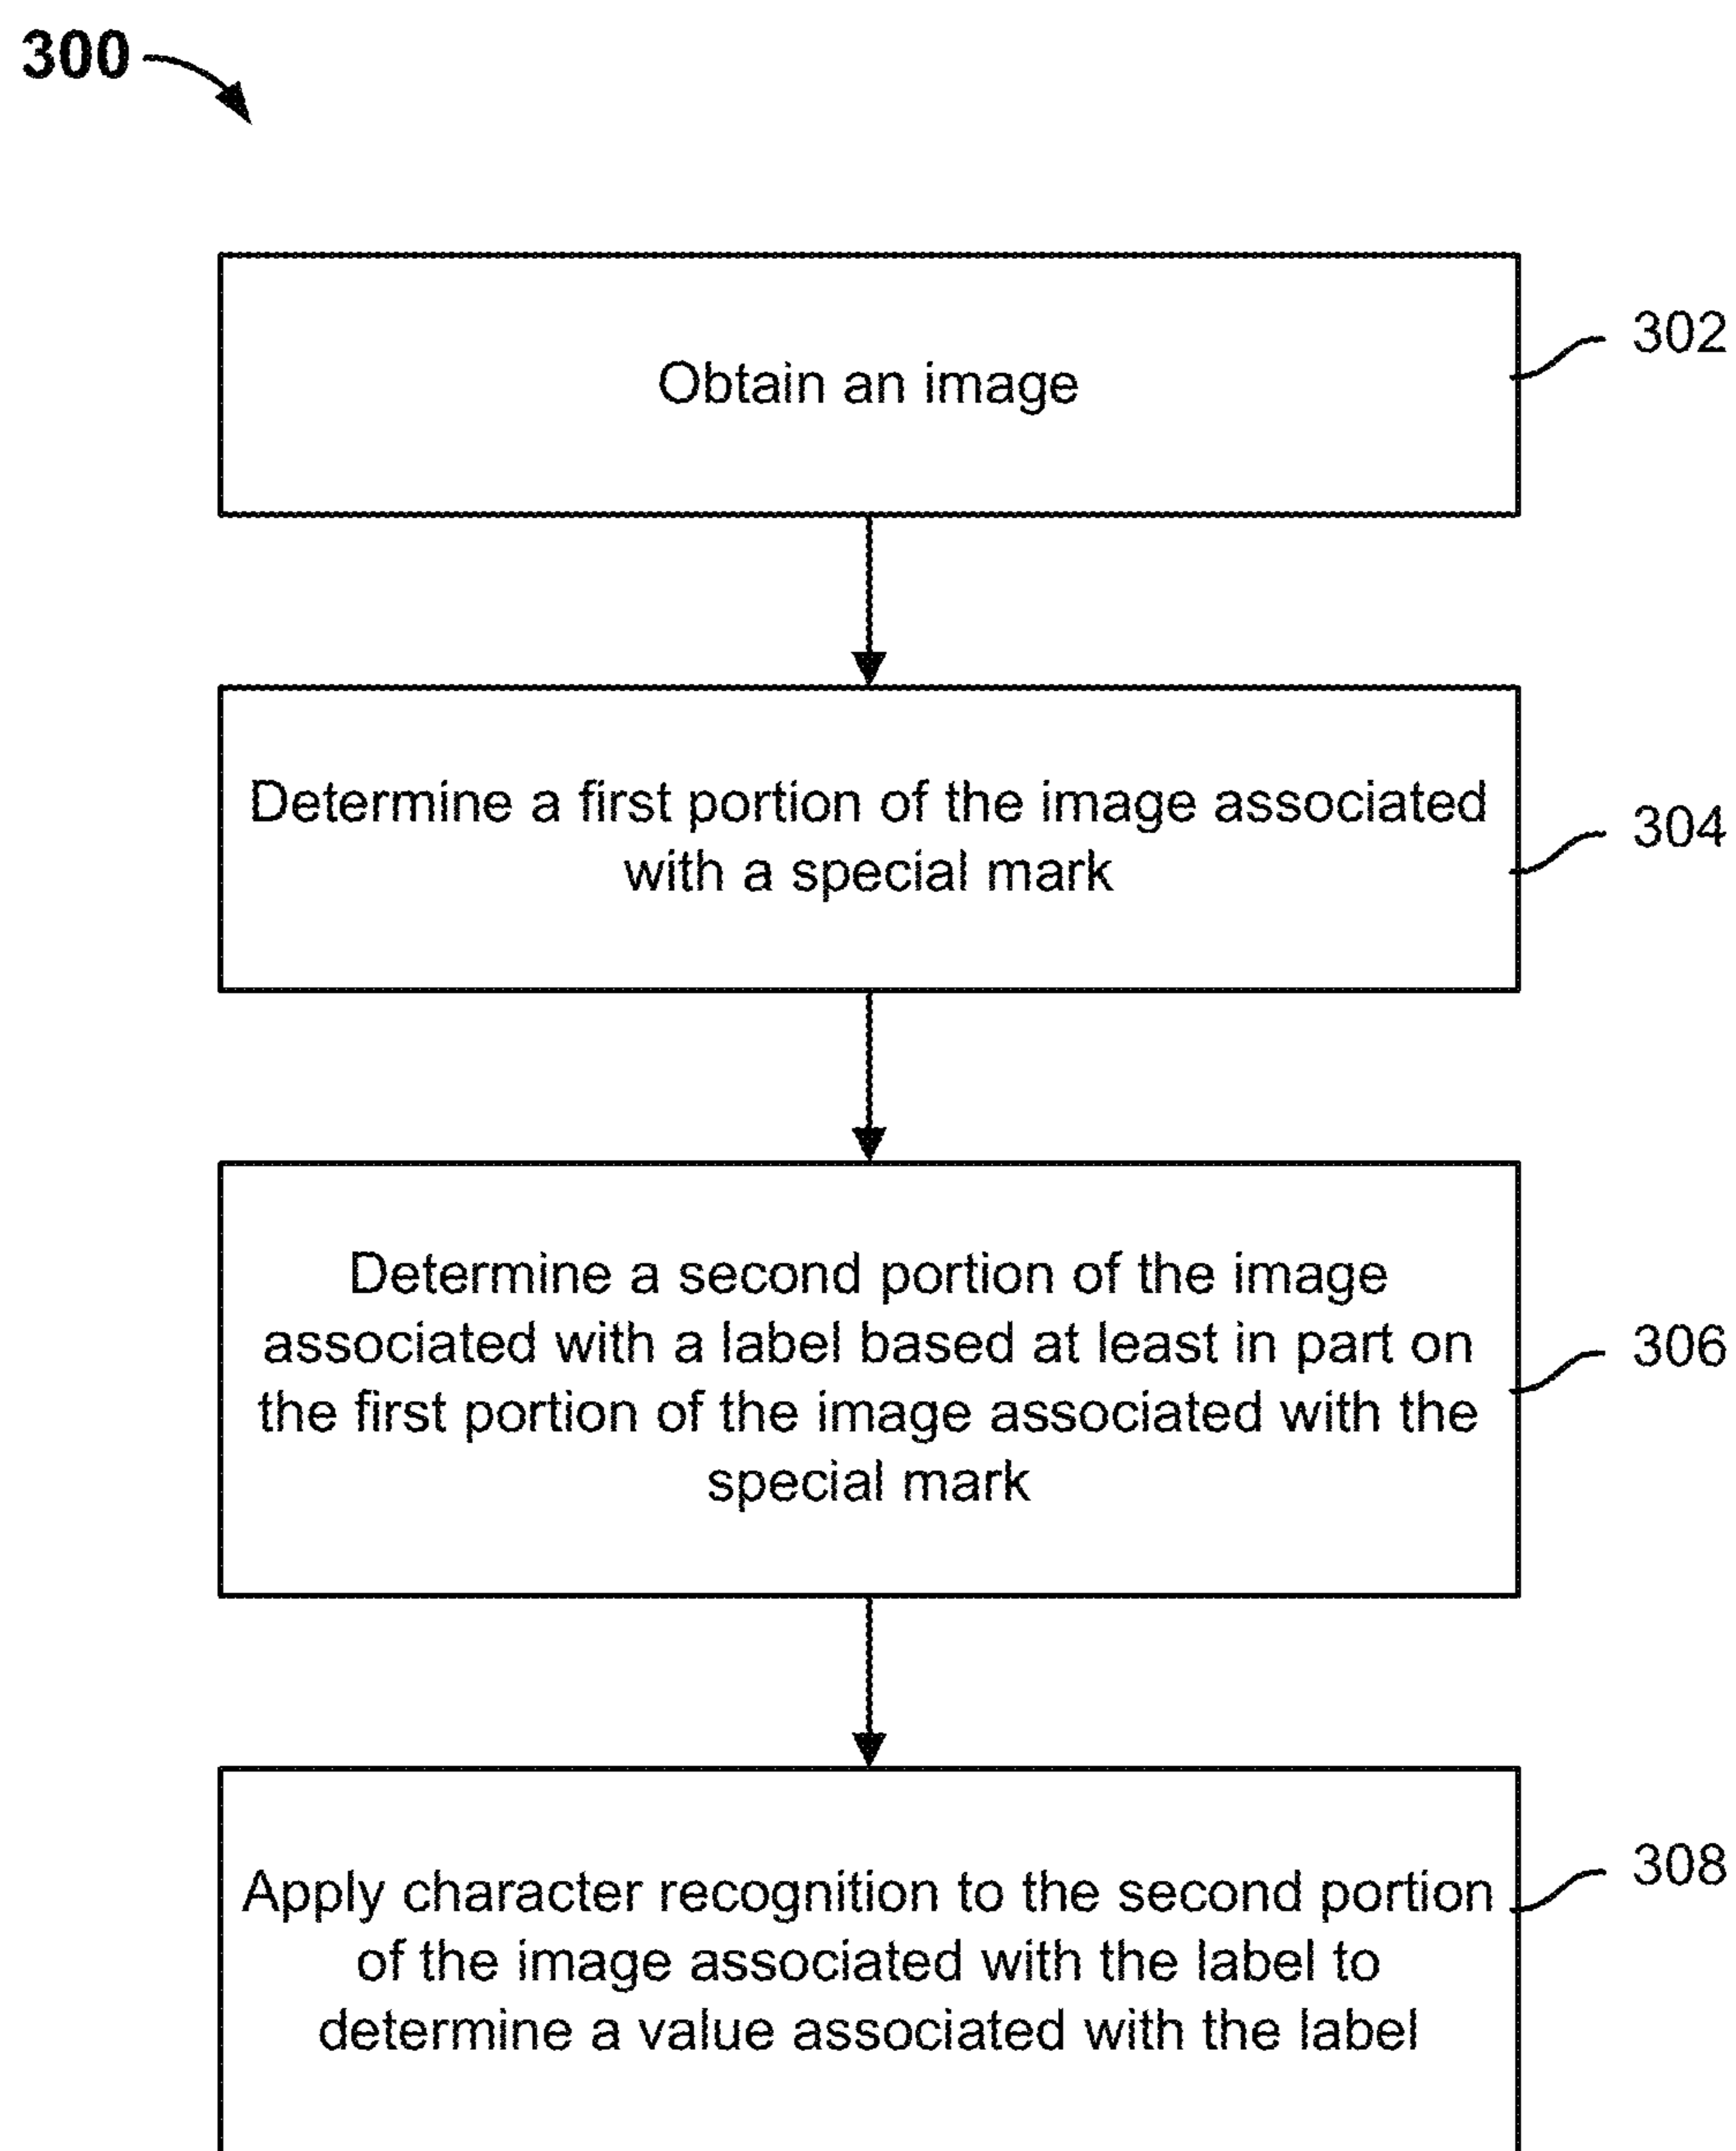 300
Obtain an image
302
Determine a first portion of the image associated
with a special mark
304
Determine a second portion of the image
associated with a label based at least in part on
the first portion of the image associated with the
special mark
306
Apply character recognition to the second portion
of the image associated with the label to
determine a value associated with the label
308